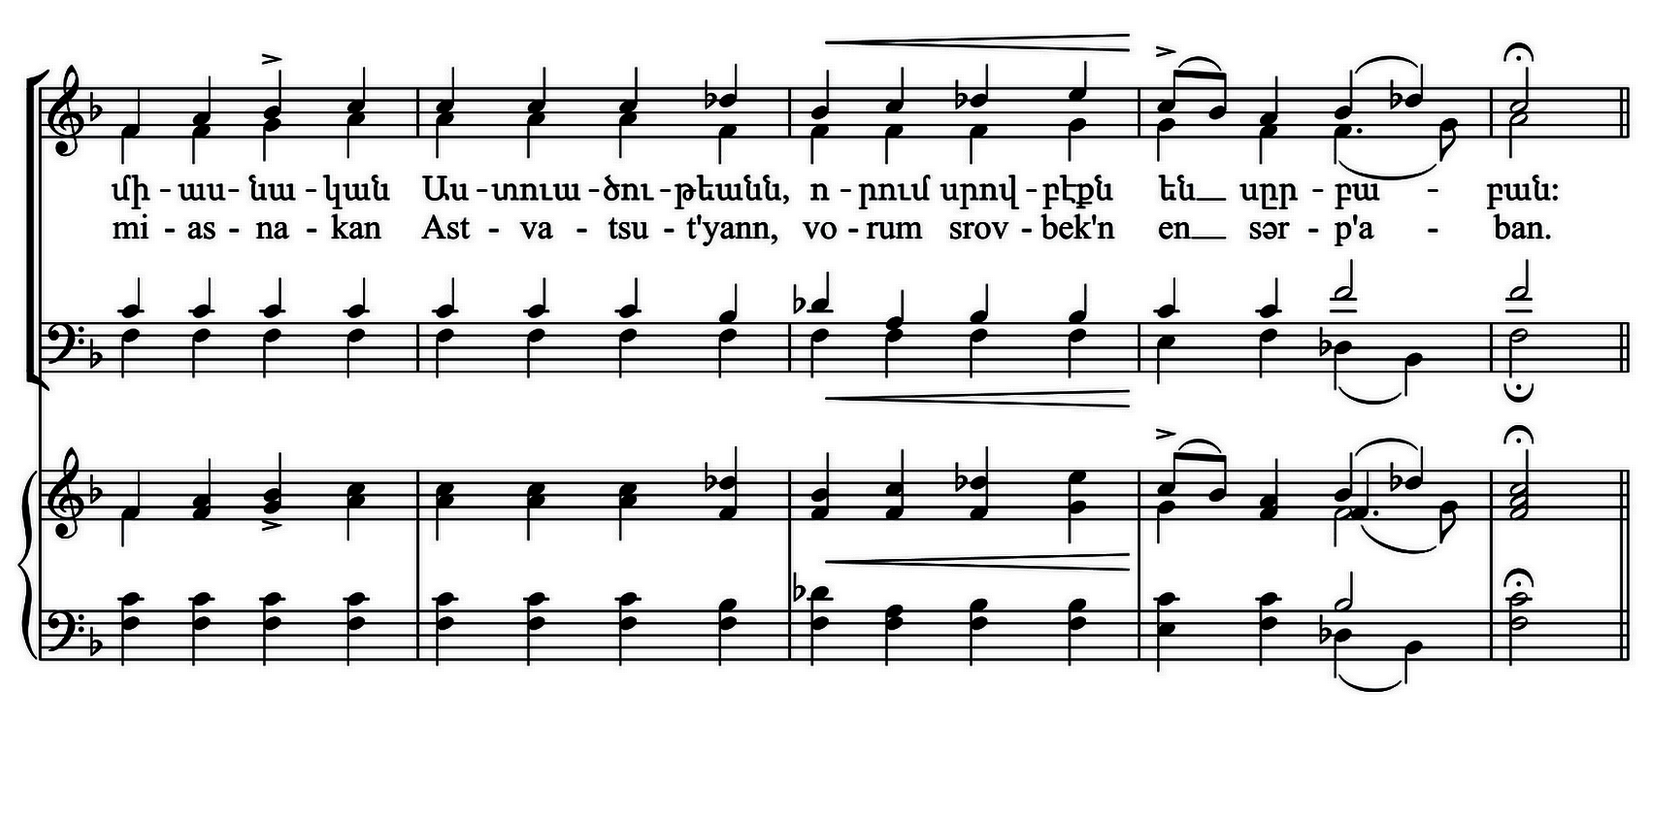 մի - աս - նա - կան Աս - տուա - ծու - թեանն, ո - րում սրով - բէքն են__ սըր - բա - բան:
mi - as - na - kan Ast - va - tsu - t'yann, vo - rum srov - bek'n en__ sər - p'a - ban.